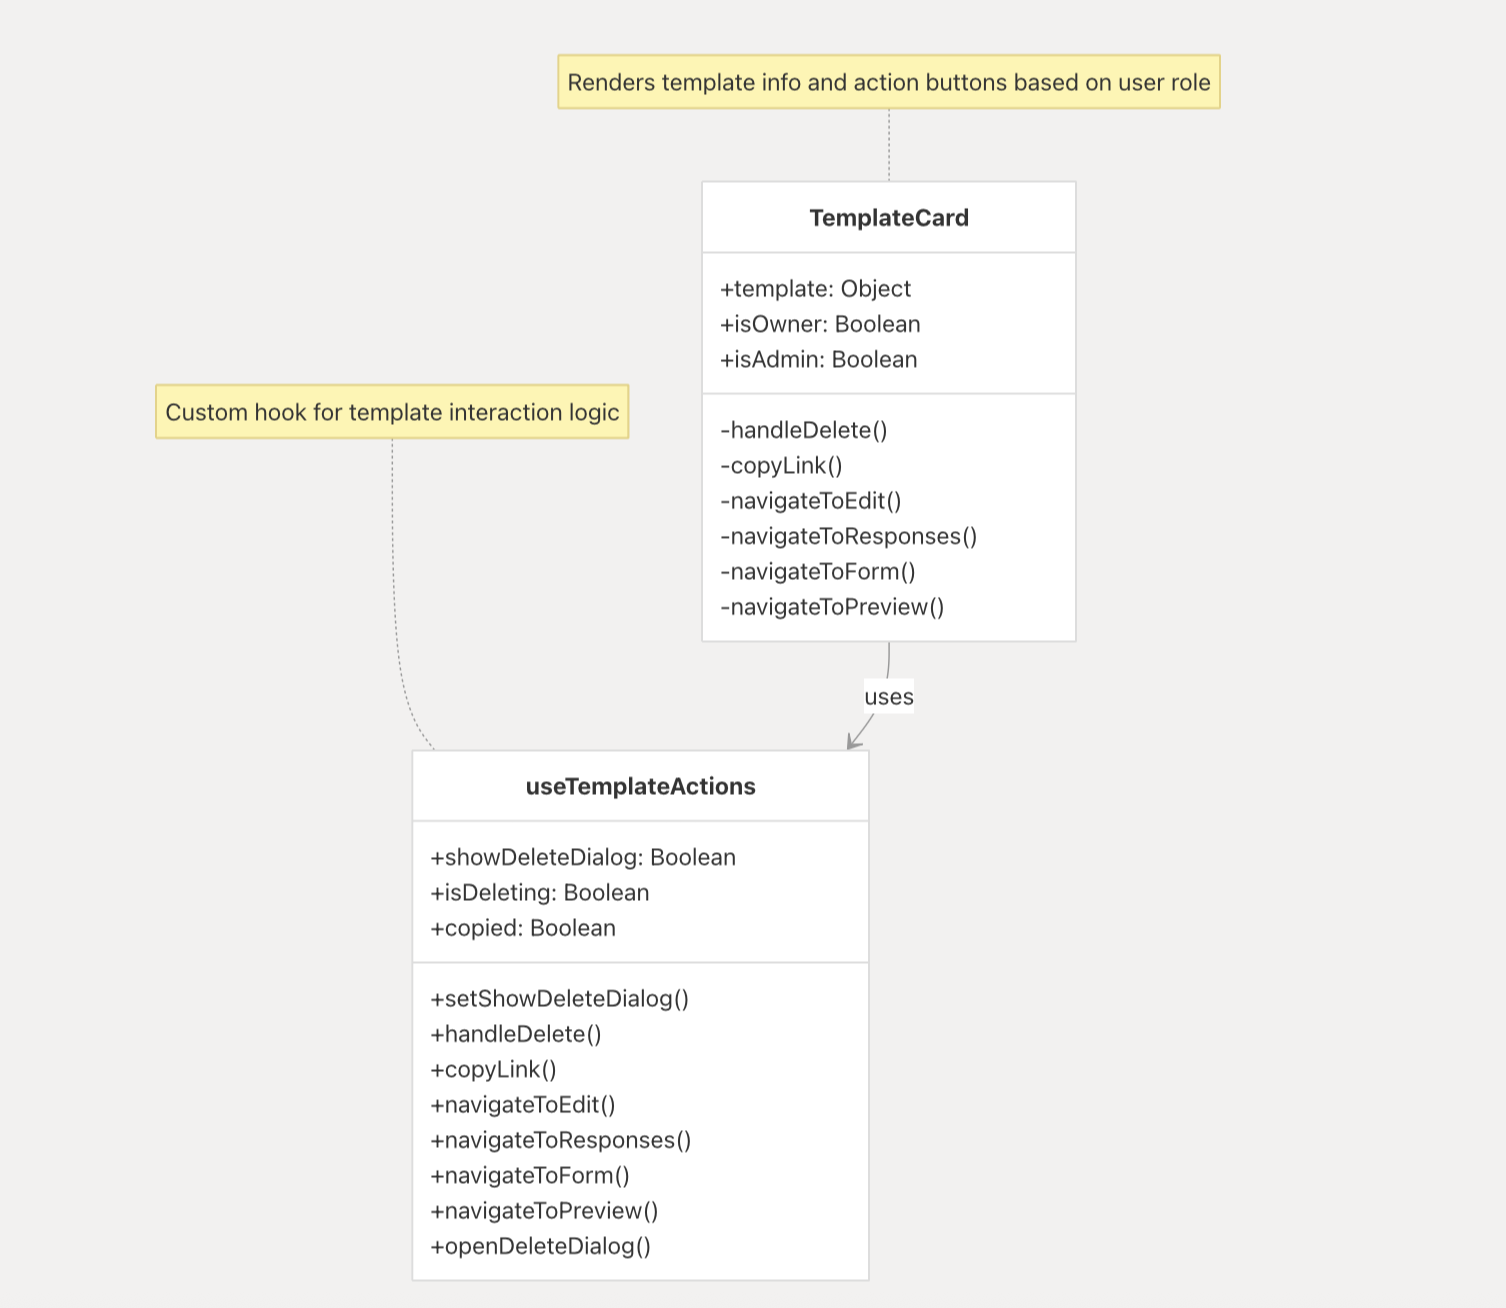 Renders template info and action buttons based on user role
TemplateCard
+template: Object
+isOwner: Boolean
+isAdmin: Boolean
-handleDelete()
-copyLink()
-navigateToEdit()
-navigateToResponses()
-navigateToForm()
-navigateToPreview()
Custom hook for template interaction logic
uses
useTemplateActions
+showDeleteDialog: Boolean
+isDeleting: Boolean
+copied: Boolean
+setShowDeleteDialog()
+handleDelete()
+copyLink()
+navigateToEdit()
+navigateToResponses()
+navigateToForm()
+navigateToPreview()
+openDeleteDialog()